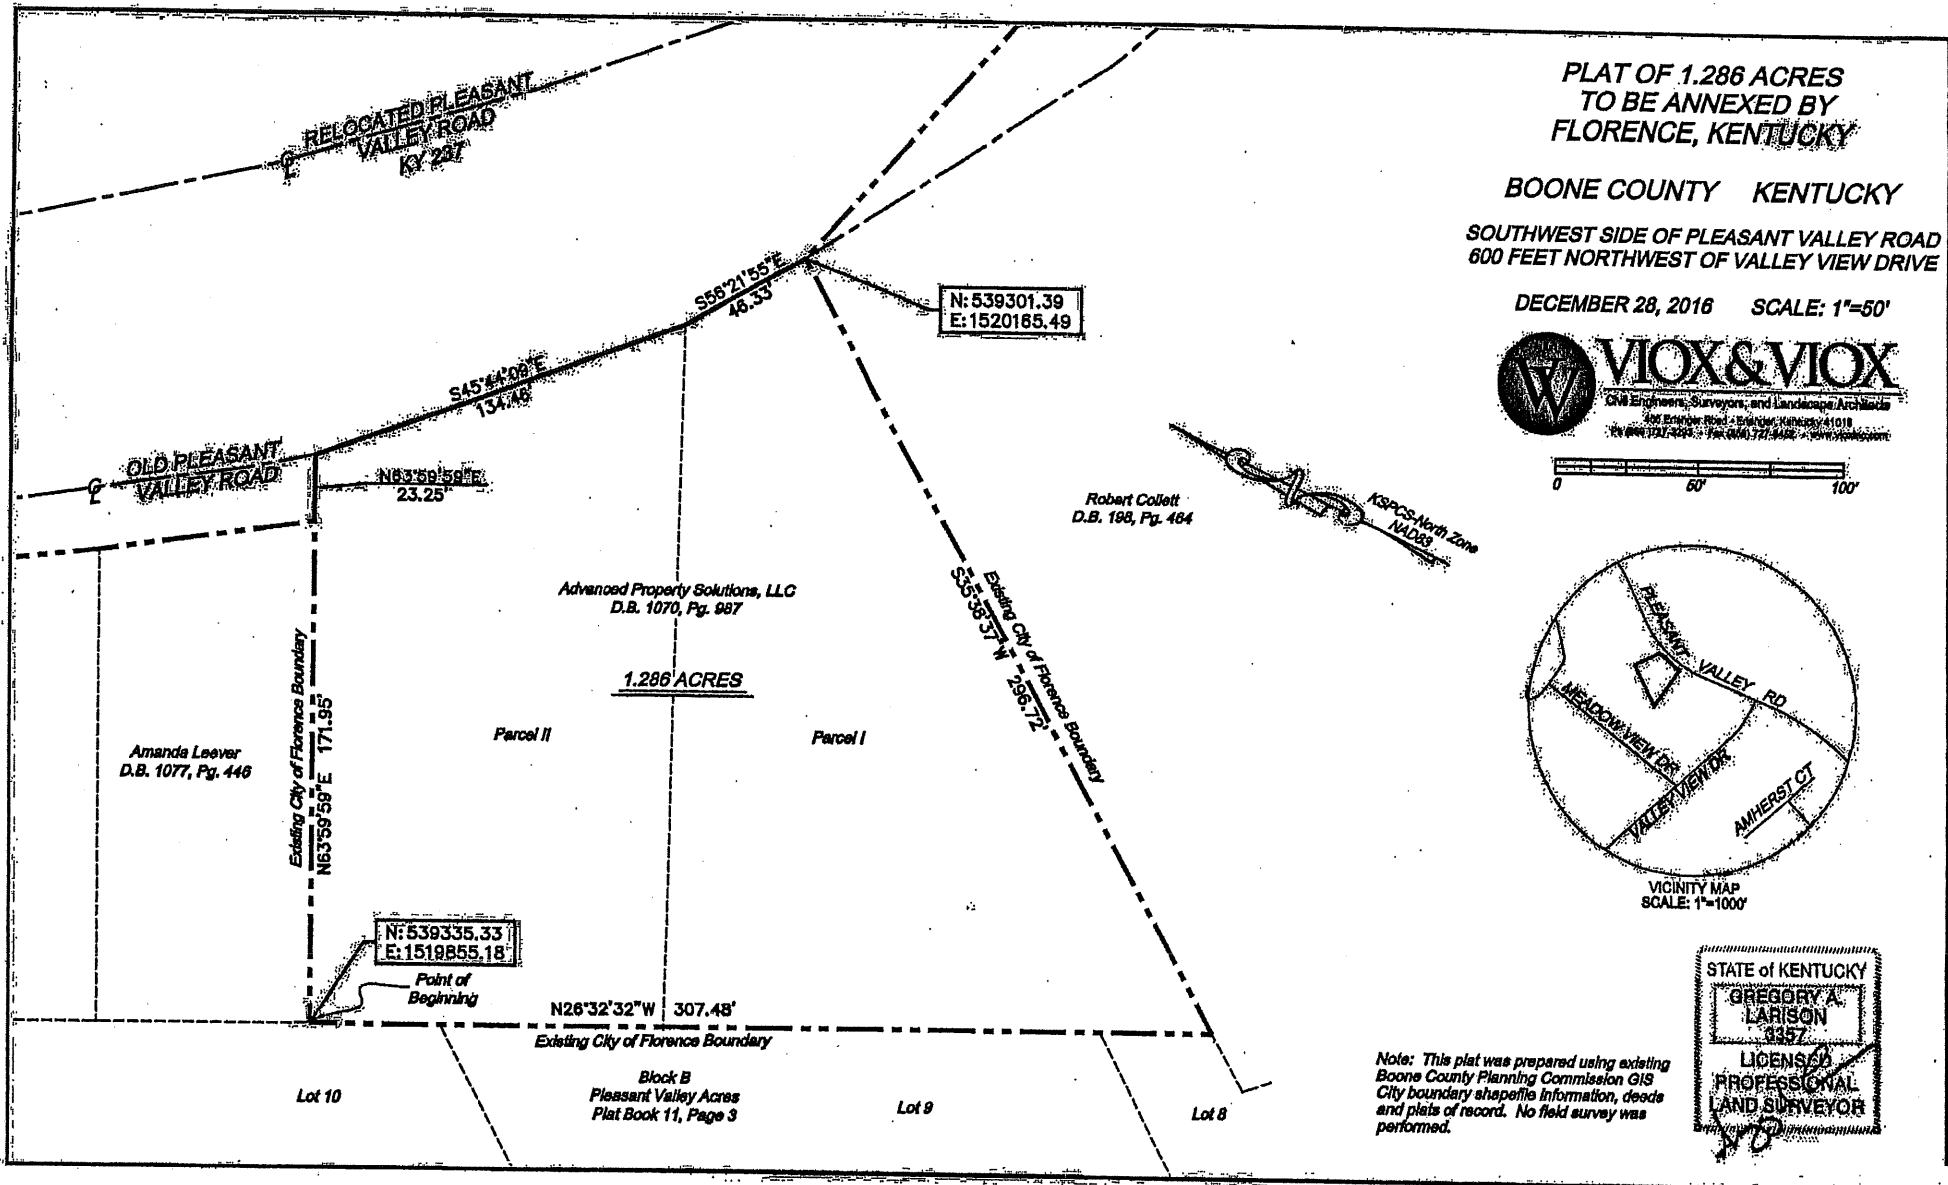 PLAT OF 1.286 ACRES
TO BE ANNEXED BY
FLORENCE, KENTUCKY
BOONE COUNTY KENTUCKY
SOUTHWEST SIDE OF PLEASANT VALLEY ROAD
600 FEET NORTHWEST OF VALLEY VIEW DRIVE
DECEMBER 28, 2016 SCALE: 1"=50'
VIOX & VIOX
Civil Engineers, Surveyors, and Landscape Architects
466 Erlanger Road - Erlanger, Kentucky 41018
0 50' 100'
KSPCS-North Zone
NAD83
RELOCATED PLEASANT
VALLEY ROAD
KY 237
S56°21'55"E
46.33'
N: 539301.39
E: 1520165.49
S45°44'09"E
134.46'
OLD PLEASANT
VALLEY ROAD
N63°59'59"E
23.25'
Robert Collett
D.B. 198, Pg. 464
Advanced Property Solutions, LLC
D.B. 1070, Pg. 987
1.286 ACRES
Existing City of Florence Boundary
S35°38'37"W 296.72'
Parcel II
Parcel I
Amanda Leever
D.B. 1077, Pg. 446
Existing City of Florence Boundary
N63°59'59"E 171.95'
N: 539335.33
E: 1519855.18
Point of
Beginning
N26°32'32"W 307.48'
Existing City of Florence Boundary
Lot 10
Block B
Pleasant Valley Acres
Plat Book 11, Page 3
Lot 9
Lot 8
PLEASANT VALLEY RD
MEADOW VIEW DR
VALLEY VIEW DR
AMHERST CT
VICINITY MAP
SCALE: 1"=1000'
Note: This plat was prepared using existing
Boone County Planning Commission GIS
City boundary shapefile information, deeds
and plats of record. No field survey was
performed.
STATE of KENTUCKY
GREGORY A.
LARISON
3357
LICENSED
PROFESSIONAL
LAND SURVEYOR